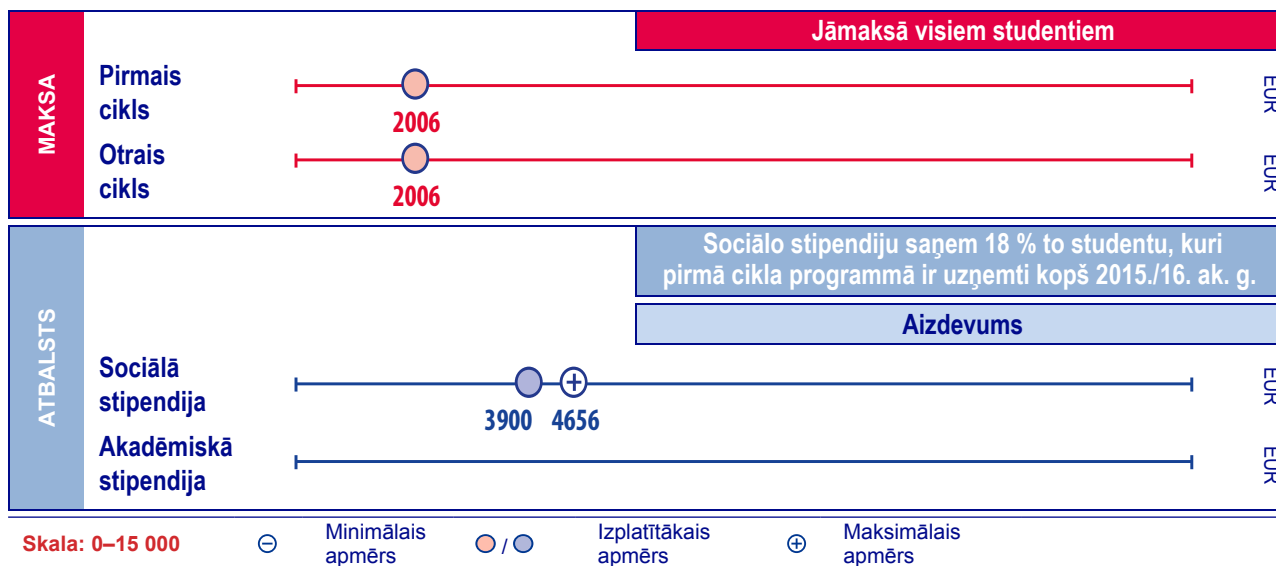 Jāmaksā visiem studentiem
MAKSA
Pirmais
cikls
2006
EUR
Otrais
cikls
2006
EUR
Sociālo stipendiju saņem 18 % to studentu, kuri
pirmā cikla programmā ir uzņemti kopš 2015./16. ak. g.
Aizdevums
ATBALSTS
Sociālā
stipendija
3900 4656
EUR
Akadēmiskā
stipendija
EUR
Skala: 0–15 000
Minimālais
apmērs
/
Izplatītākais
apmērs
Maksimālais
apmērs